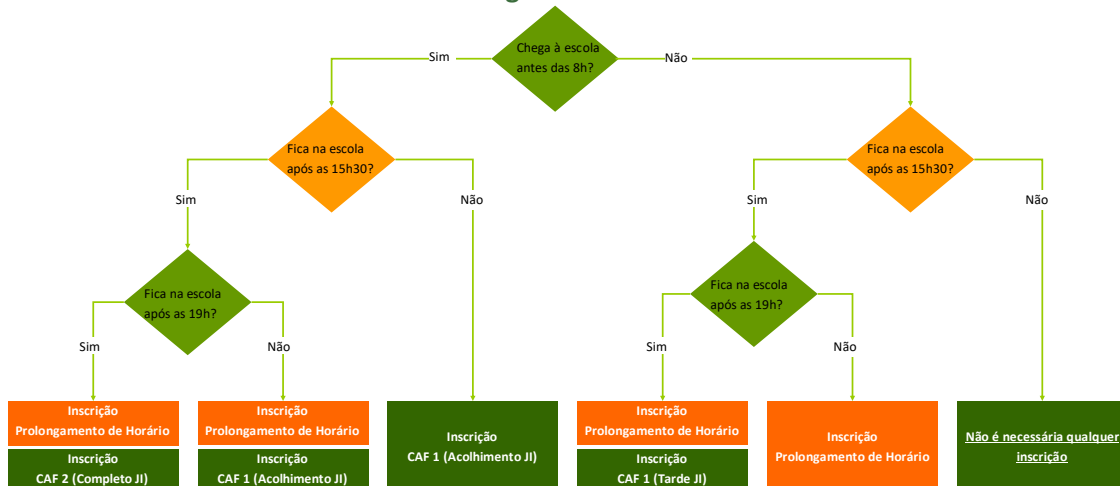 Chega à escola
antes das 8h?
Sim
Não
Fica na escola
após as 15h30?
Fica na escola
após as 15h30?
Sim
Não
Sim
Não
Fica na escola
após as 19h?
Fica na escola
após as 19h?
Sim
Não
Sim
Não
Inscrição
Prolongamento de Horário
Inscrição
CAF 2 (Completo JI)
Inscrição
Prolongamento de Horário
Inscrição
CAF 1 (Acolhimento JI)
Inscrição
CAF 1 (Acolhimento JI)
Inscrição
Prolongamento de Horário
Inscrição
CAF 1 (Tarde JI)
Inscrição
Prolongamento de Horário
Não é necessária qualquer
inscrição